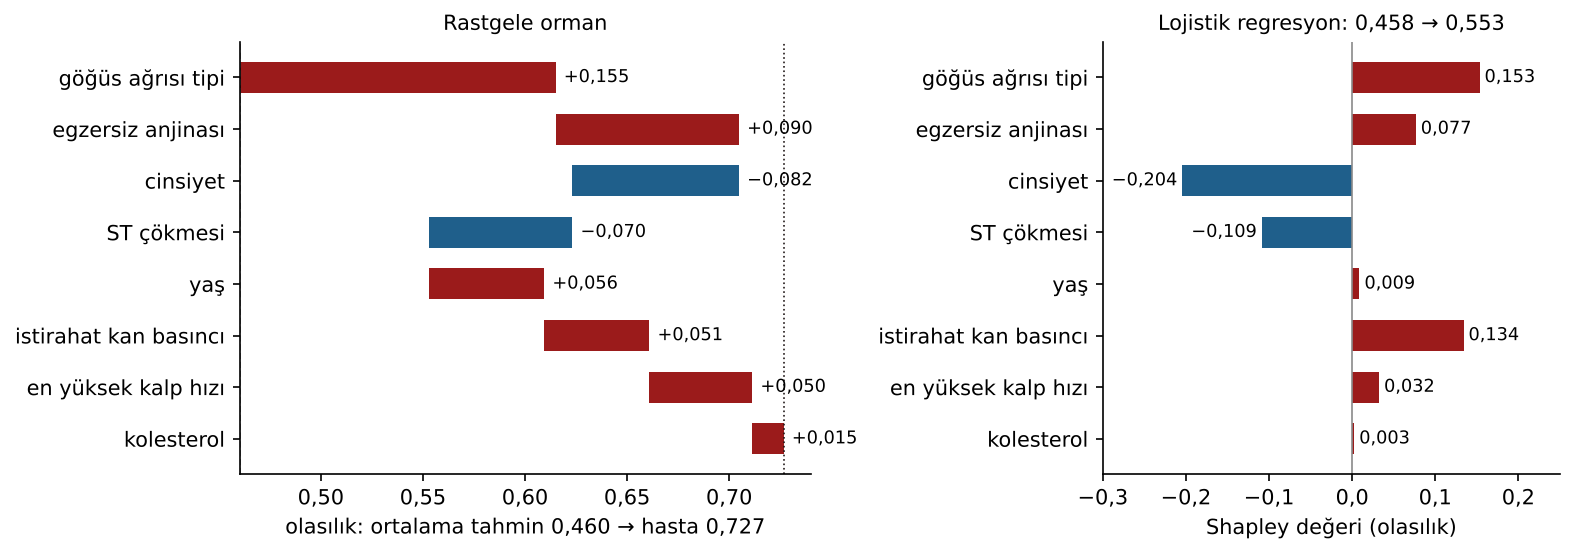 Rastgele orman
göğüs ağrısı tipi
+0,155
egzersiz anjinası
+0,090
cinsiyet
−0,082
ST çökmesi
−0,070
yaş
+0,056
istirahat kan basıncı
+0,051
en yüksek kalp hızı
+0,050
kolesterol
+0,015
0,50 0,55 0,60 0,65 0,70
olasılık: ortalama tahmin 0,460 → hasta 0,727
Lojistik regresyon: 0,458 → 0,553
göğüs ağrısı tipi
0,153
egzersiz anjinası
0,077
cinsiyet
−0,204
ST çökmesi
−0,109
yaş
0,009
istirahat kan basıncı
0,134
en yüksek kalp hızı
0,032
kolesterol
0,003
−0,3 −0,2 −0,1 0,0 0,1 0,2
Shapley değeri (olasılık)